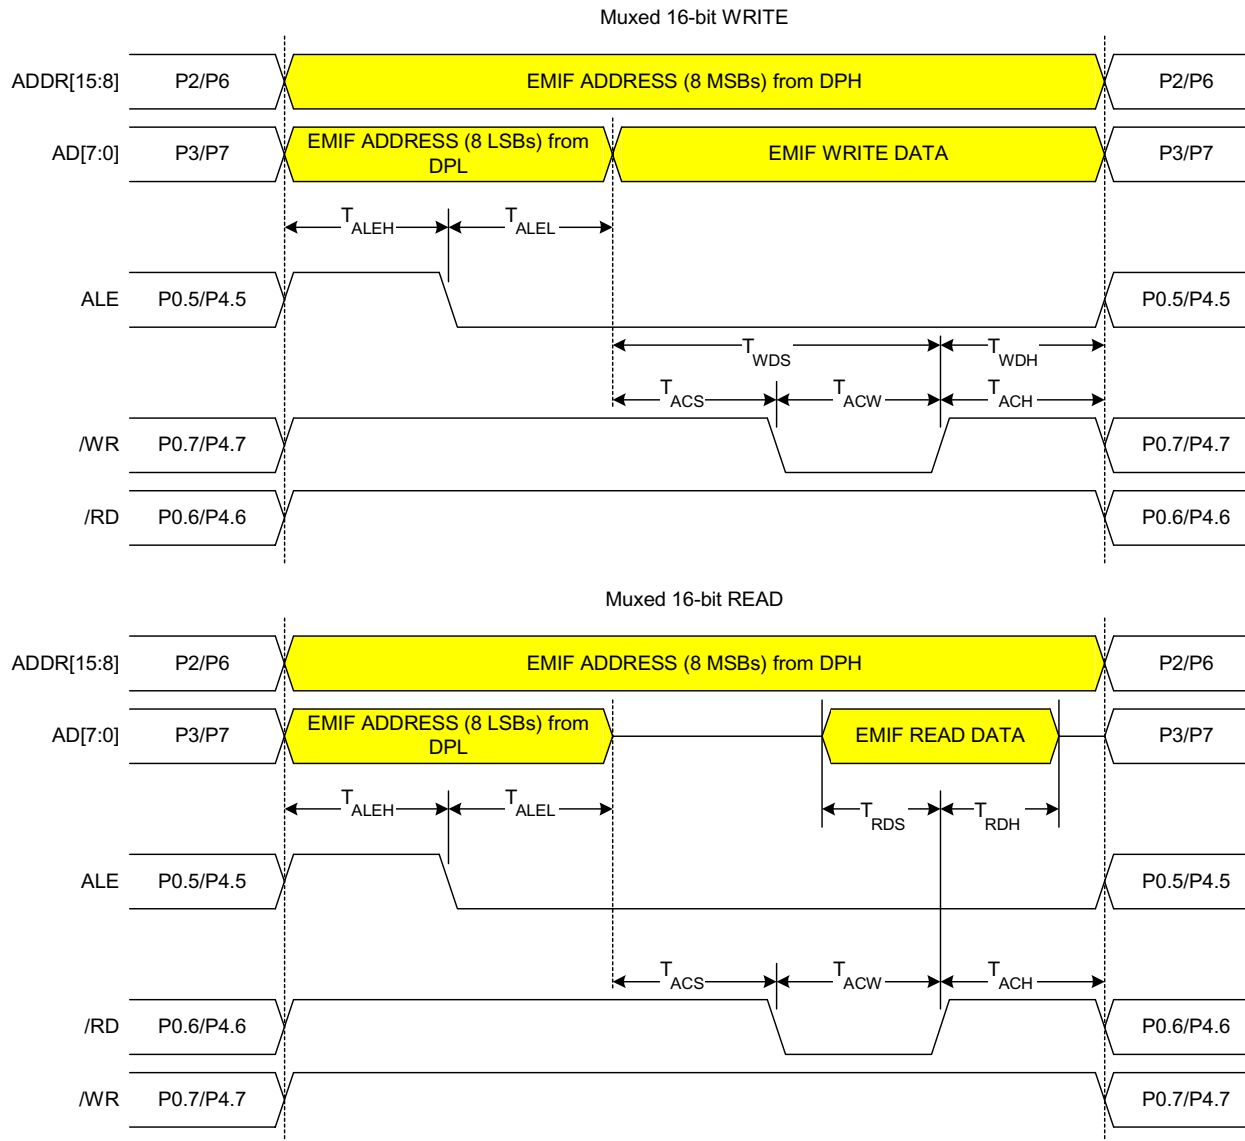 Muxed 16-bit WRITE
ADDR[15:8] P2/P6 EMIF ADDRESS (8 MSBs) from DPH P2/P6
AD[7:0] P3/P7 EMIF ADDRESS (8 LSBs) from DPL EMIF WRITE DATA P3/P7
TALEH TALEL
ALE P0.5/P4.5 P0.5/P4.5
TWDS TWDH
TACS TACW TACH
/WR P0.7/P4.7 P0.7/P4.7
/RD P0.6/P4.6 P0.6/P4.6
Muxed 16-bit READ
ADDR[15:8] P2/P6 EMIF ADDRESS (8 MSBs) from DPH P2/P6
AD[7:0] P3/P7 EMIF ADDRESS (8 LSBs) from DPL EMIF READ DATA P3/P7
TALEH TALEL TRDS TRDH
ALE P0.5/P4.5 P0.5/P4.5
TACS TACW TACH
/RD P0.6/P4.6 P0.6/P4.6
/WR P0.7/P4.7 P0.7/P4.7